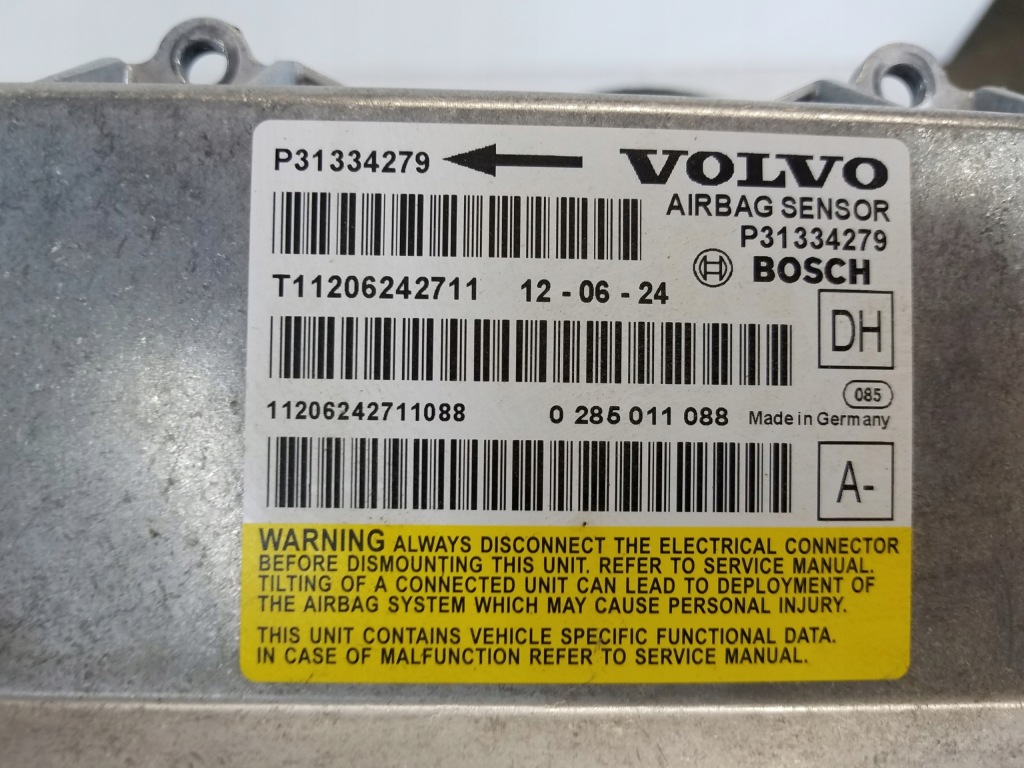 P31334279
VOLVO
AIRBAG SENSOR
P31334279
BOSCH
T11206242711 12 - 06 - 24
DH
085
11206242711088 0 285 011 088 Made in Germany
A-
WARNING ALWAYS DISCONNECT THE ELECTRICAL CONNECTOR
BEFORE DISMOUNTING THIS UNIT. REFER TO SERVICE MANUAL.
TILTING OF A CONNECTED UNIT CAN LEAD TO DEPLOYMENT OF
THE AIRBAG SYSTEM WHICH MAY CAUSE PERSONAL INJURY.
THIS UNIT CONTAINS VEHICLE SPECIFIC FUNCTIONAL DATA.
IN CASE OF MALFUNCTION REFER TO SERVICE MANUAL.